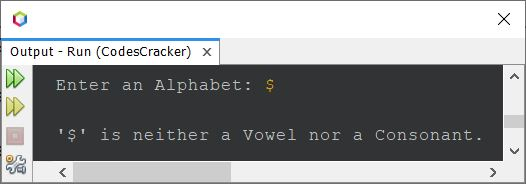 Output - Run (CodesCracker)
Enter an Alphabet: $
'$' is neither a Vowel nor a Consonant.